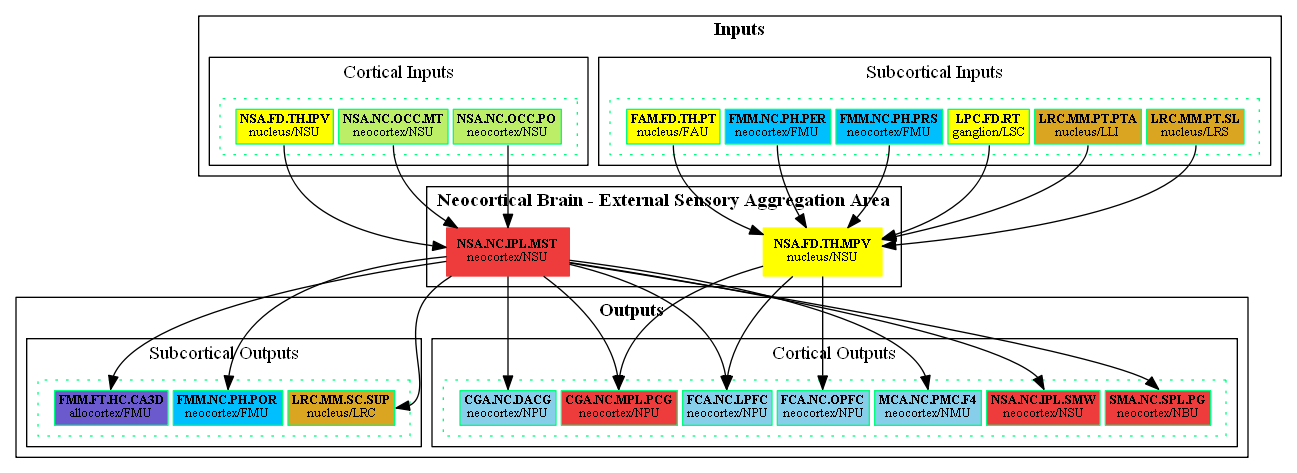 Inputs
Cortical Inputs
Subcortical Inputs
NSA.FD.TH.IPV
nucleus/NSU
NSA.NC.OCC.MT
neocortex/NSU
NSA.NC.OCC.PO
neocortex/NSU
FAM.FD.TH.PT
nucleus/FAU
FMM.NC.PH.PER
neocortex/FMU
FMM.NC.PH.PRS
neocortex/FMU
LPC.FD.RT
ganglion/LSC
LRC.MM.PT.PTA
nucleus/LLI
LRC.MM.PT.SL
nucleus/LRS
Neocortical Brain - External Sensory Aggregation Area
NSA.NC.IPL.MST
neocortex/NSU
NSA.FD.TH.MPV
nucleus/NSU
Outputs
Subcortical Outputs
Cortical Outputs
FMM.FT.HC.CA3D
allocortex/FMU
FMM.NC.PH.POR
neocortex/FMU
LRC.MM.SC.SUP
nucleus/LRC
CGA.NC.DACG
neocortex/NPU
CGA.NC.MPL.PCG
neocortex/NPU
FCA.NC.LPFC
neocortex/NPU
FCA.NC.OPFC
neocortex/NPU
MCA.NC.PMC.F4
neocortex/NMU
NSA.NC.IPL.SMW
neocortex/NSU
SMA.NC.SPL.PG
neocortex/NBU